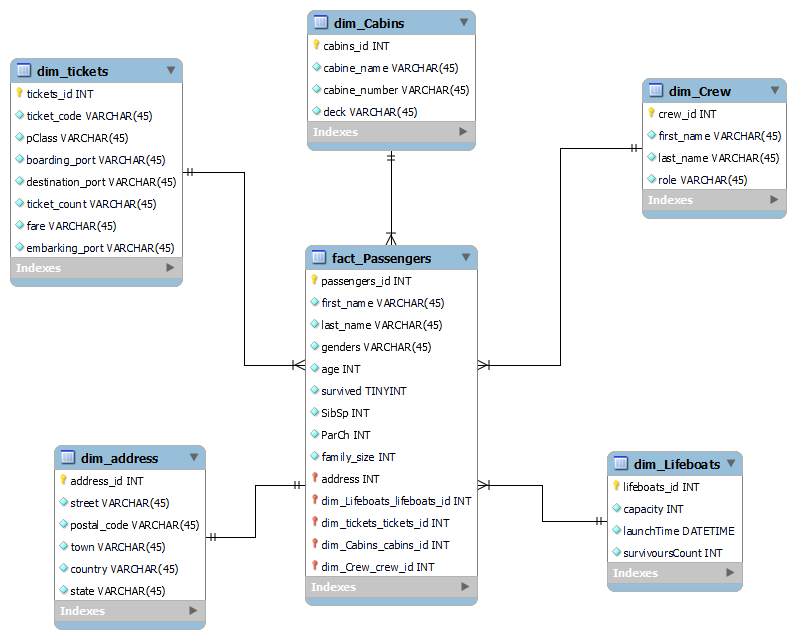 dim_Cabins
cabins_id INT
cabine_name VARCHAR(45)
cabine_number VARCHAR(45)
deck VARCHAR(45)
Indexes
dim_tickets
tickets_id INT
ticket_code VARCHAR(45)
pClass VARCHAR(45)
boarding_port VARCHAR(45)
destination_port VARCHAR(45)
ticket_count VARCHAR(45)
fare VARCHAR(45)
embarking_port VARCHAR(45)
Indexes
dim_Crew
crew_id INT
first_name VARCHAR(45)
last_name VARCHAR(45)
role VARCHAR(45)
Indexes
fact_Passengers
passengers_id INT
first_name VARCHAR(45)
last_name VARCHAR(45)
genders VARCHAR(45)
age INT
survived TINYINT
SibSp INT
ParCh INT
family_size INT
address INT
dim_Lifeboats_lifeboats_id INT
dim_tickets_tickets_id INT
dim_Cabins_cabins_id INT
dim_Crew_crew_id INT
Indexes
dim_address
address_id INT
street VARCHAR(45)
postal_code VARCHAR(45)
town VARCHAR(45)
country VARCHAR(45)
state VARCHAR(45)
Indexes
dim_Lifeboats
lifeboats_id INT
capacity INT
launchTime DATETIME
survivoursCount INT
Indexes